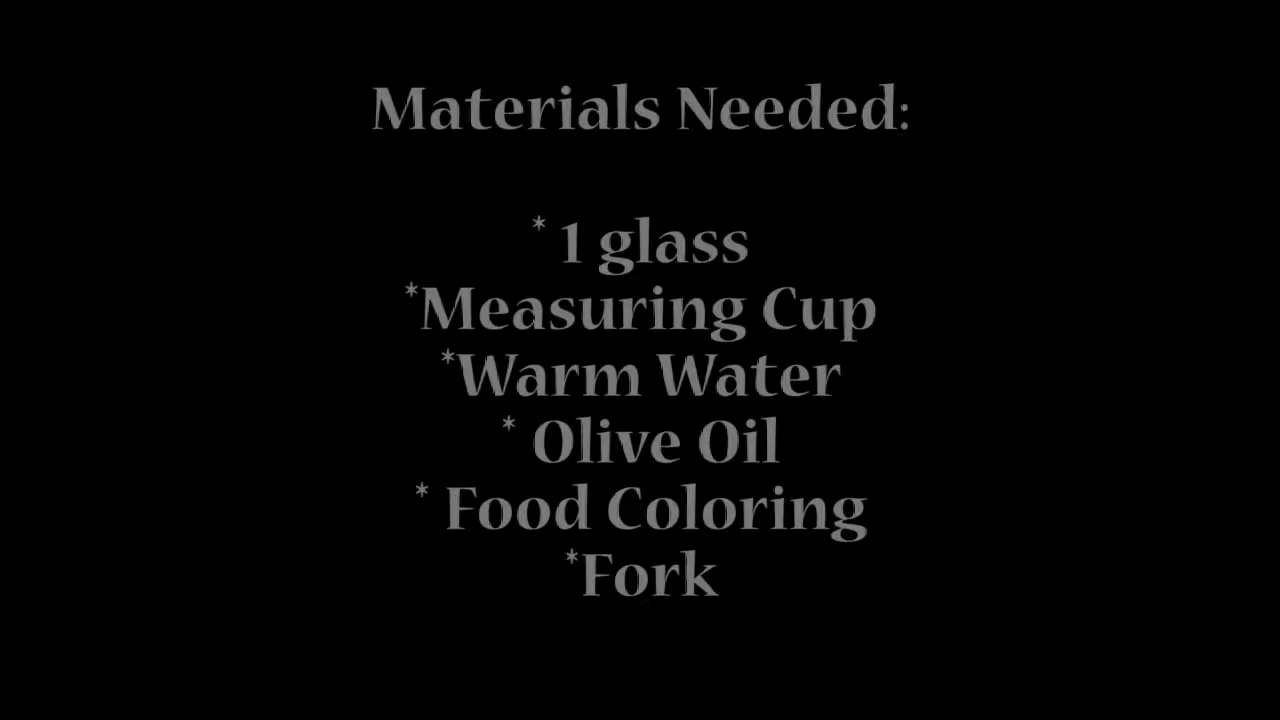 Materials Needed:
* 1 glass
*Measuring Cup
*Warm Water
* Olive Oil
* Food Coloring
*Fork